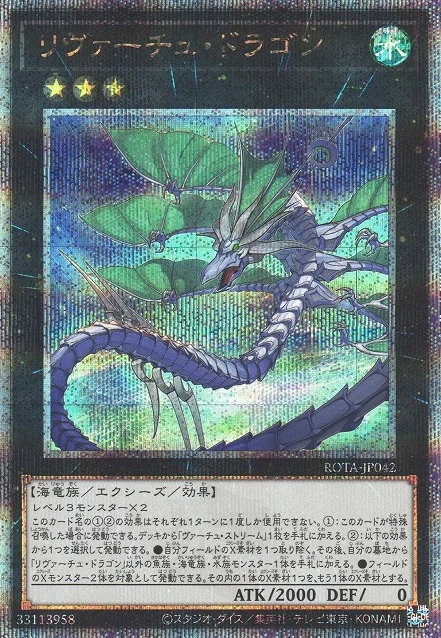 リヴァーチュ・ドラゴン
水
ROTA-JP042
【海竜族/エクシーズ/効果】
レベル3モンスター×2
このカード名の①②の効果はそれぞれ1ターンに1度しか使用できない。①:このカードが特殊
召喚した場合に発動できる。デッキから「リヴァーチュ・ストリーム」1枚を手札に加える。②:以下の効果
から1つを選択して発動できる。●自分フィールドのX素材を1つ取り除く。その後、自分の墓地から
「リヴァーチュ・ドラゴン」以外の魚族・海竜族・水族モンスター1体を手札に加える。●フィールド
のXモンスター2体を対象として発動できる。その内の1体の1つを、もう1体のX素材とする。
ATK/2000 DEF/ 0
33113958
©スタジオ・ダイス/集英社・テレビ東京・KONAMI